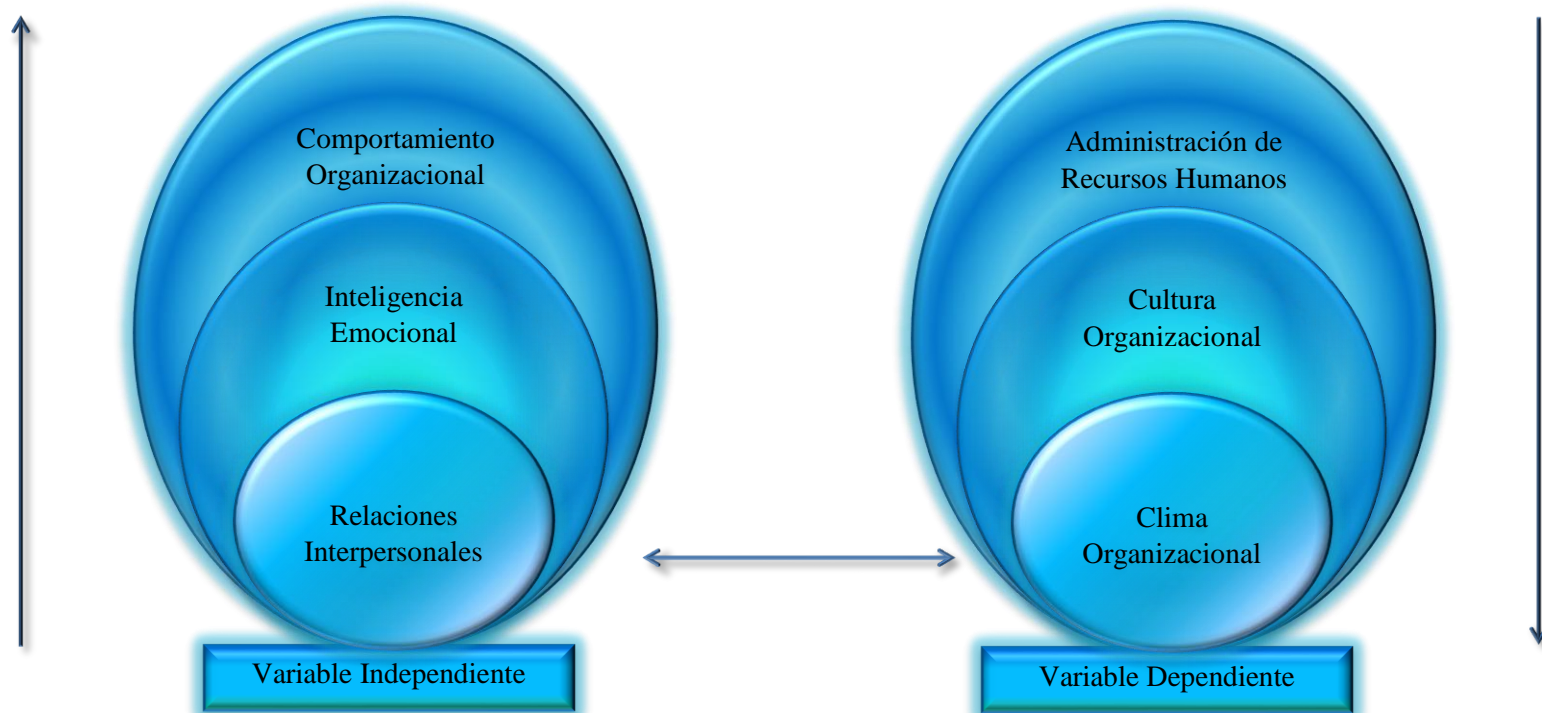 Comportamiento
Organizacional
Inteligencia
Emocional
Relaciones
Interpersonales
Variable Independiente
Administración de
Recursos Humanos
Cultura
Organizacional
Clima
Organizacional
Variable Dependiente